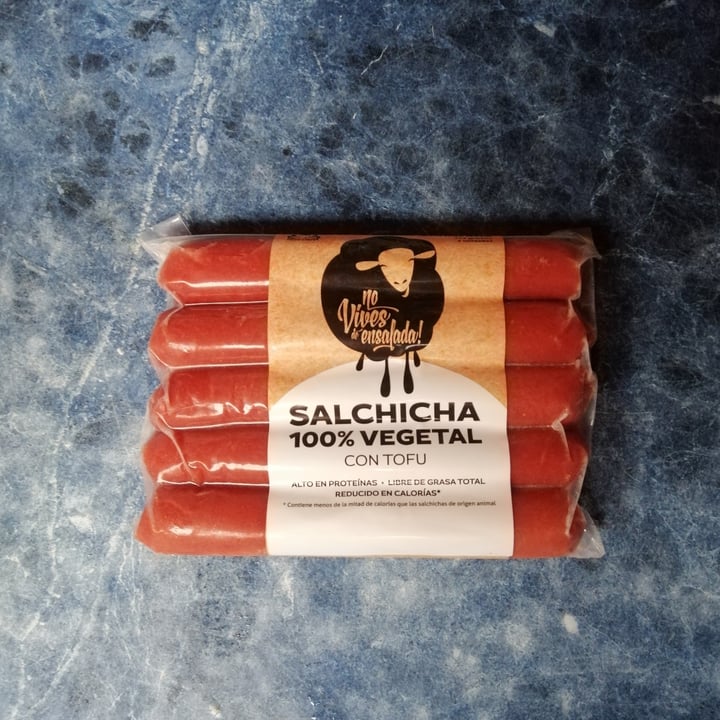 no
Vives
de ensalada!
SALCHICHA
100% VEGETAL
CON TOFU
ALTO EN PROTEÍNAS • LIBRE DE GRASA TOTAL
REDUCIDO EN CALORÍAS*
* Contiene menos de la mitad de calorías que las salchichas de origen animal